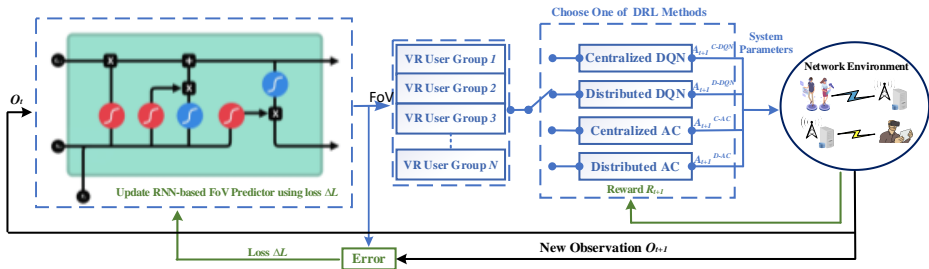 Choose One of DRL Methods
O_t
X
+
X
X
Update RNN-based FoV Predictor using loss ΔL
FoV
VR User Group 1
VR User Group 2
VR User Group 3
VR User Group N
Centralized DQN
Distributed DQN
Centralized AC
Distributed AC
A_{t+1}^{C-DQN}
A_{t+1}^{D-DQN}
A_{t+1}^{C-AC}
A_{t+1}^{D-AC}
Reward R_{t+1}
System
Parameters
Network Environment
Loss ΔL
Error
New Observation O_{t+1}